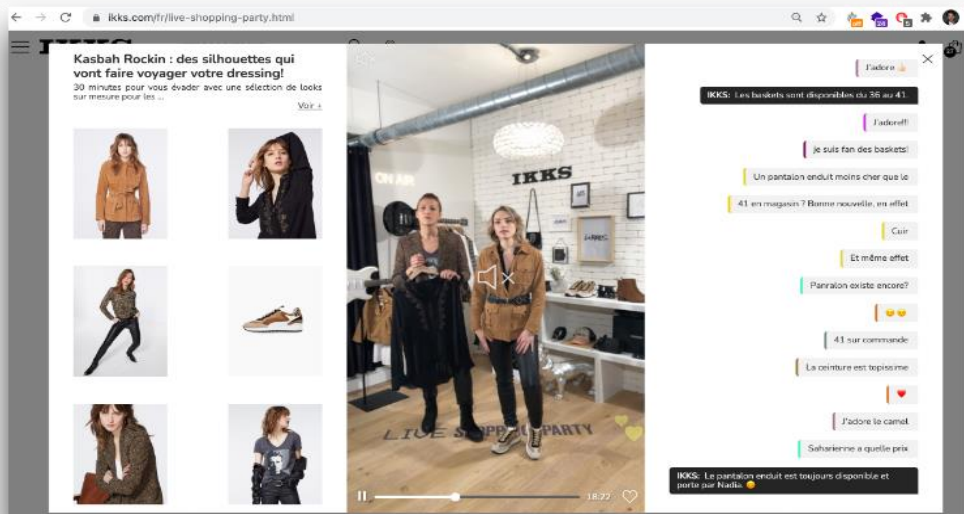 ikks.com/fr/live-shopping-party.html
Kasbah Rockin : des silhouettes qui
vont faire voyager votre dressing!
30 minutes pour vous évader avec une sélection de looks
sur mesure pour les ...
Voir +
ON AIR
IKKS
LIVE SHOPPING PARTY
18:22
J'adore 👍🏻
IKKS: Les baskets sont disponibles du 36 au 41.
J'adore!!!
je suis fan des baskets!
Un pantalon enduit moins cher que le
41 en magasin ? Bonne nouvelle, en effet
Cuir
Et même effet
Panralon existe encore?
😊😊
41 sur commande
La ceinture est topissime
❤️
J'adore le camel
Saharienne a quelle prix
IKKS: Le pantalon enduit est toujours disponible et
porte par Nadia. 😊